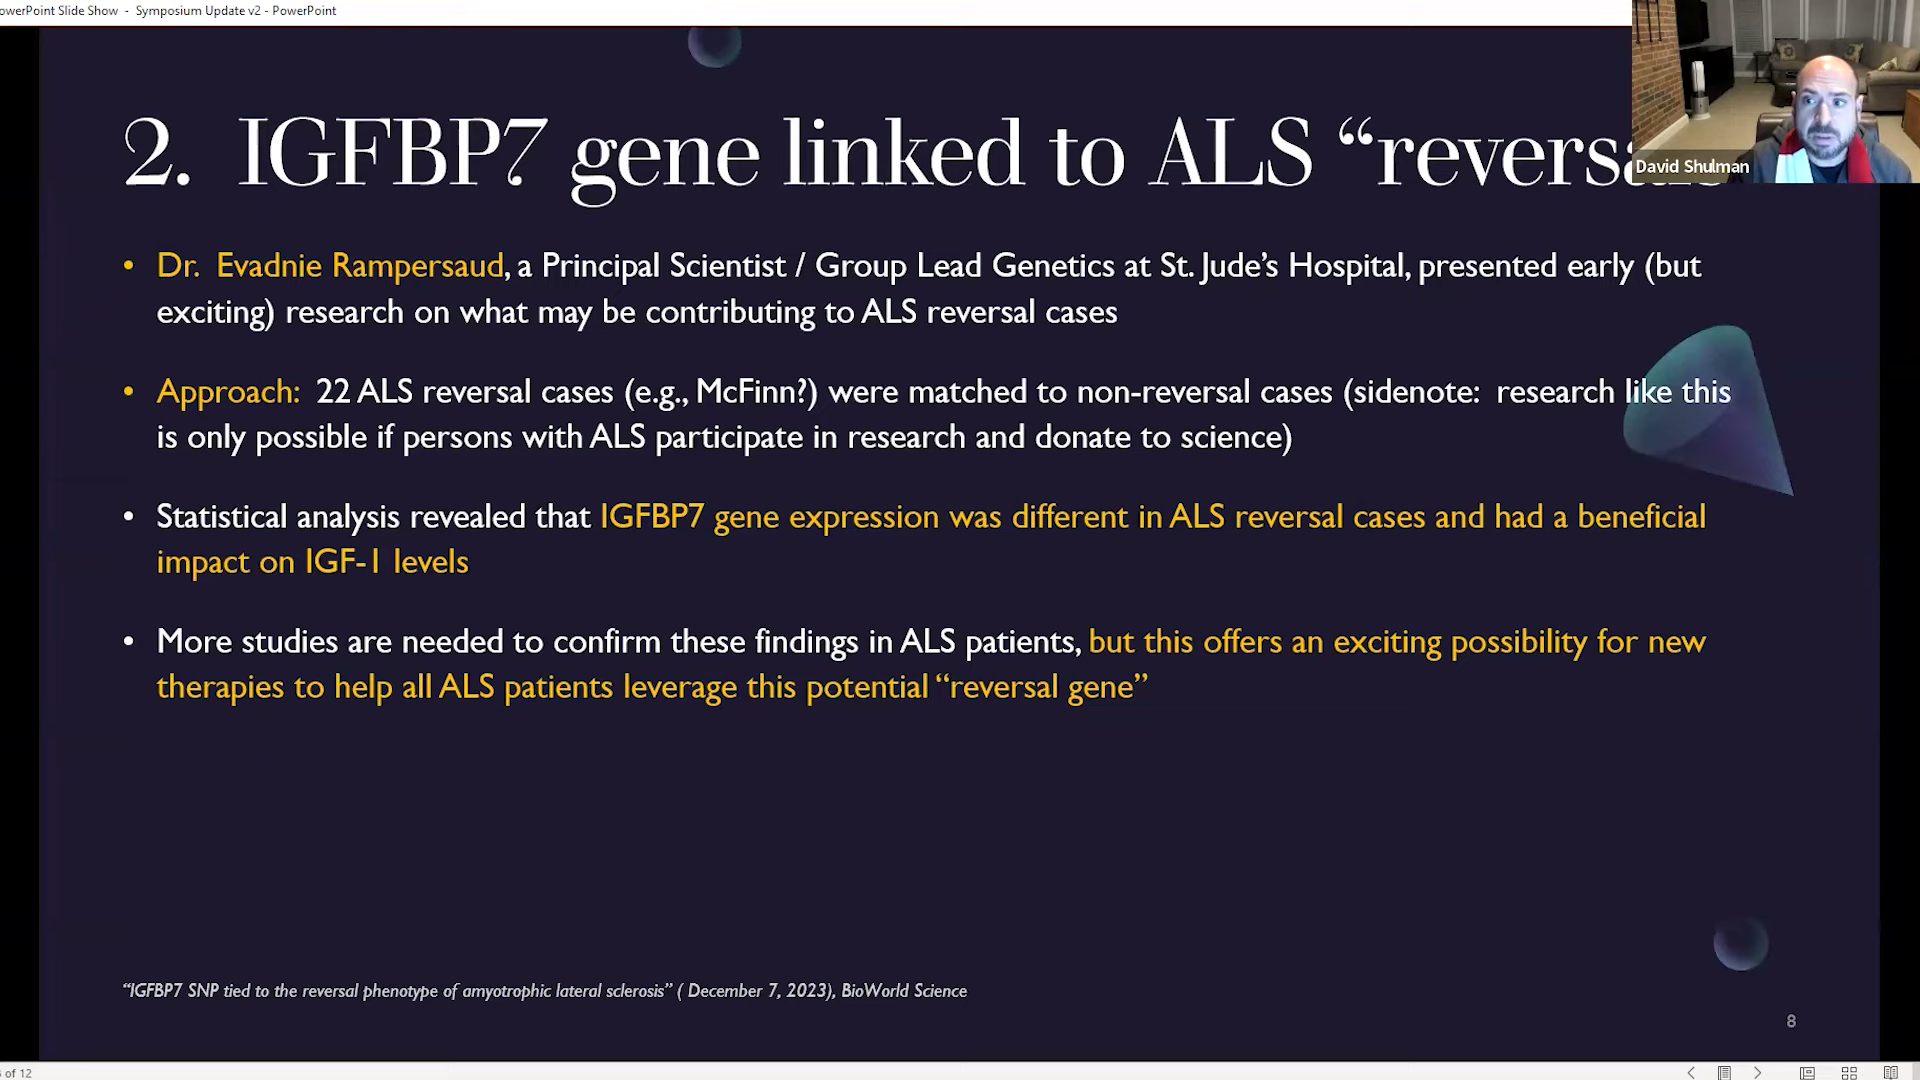 owerPoint Slide Show - Symposium Update v2 - PowerPoint
2. IGFBP7 gene linked to ALS “revers
David Shulman
• Dr. Evadnie Rampersaud, a Principal Scientist / Group Lead Genetics at St. Jude’s Hospital, presented early (but
exciting) research on what may be contributing to ALS reversal cases
• Approach: 22 ALS reversal cases (e.g., McFinn?) were matched to non-reversal cases (sidenote: research like this
is only possible if persons with ALS participate in research and donate to science)
• Statistical analysis revealed that IGFBP7 gene expression was different in ALS reversal cases and had a beneficial
impact on IGF-1 levels
• More studies are needed to confirm these findings in ALS patients, but this offers an exciting possibility for new
therapies to help all ALS patients leverage this potential “reversal gene”
“IGFBP7 SNP tied to the reversal phenotype of amyotrophic lateral sclerosis” ( December 7, 2023), BioWorld Science
8
of 12